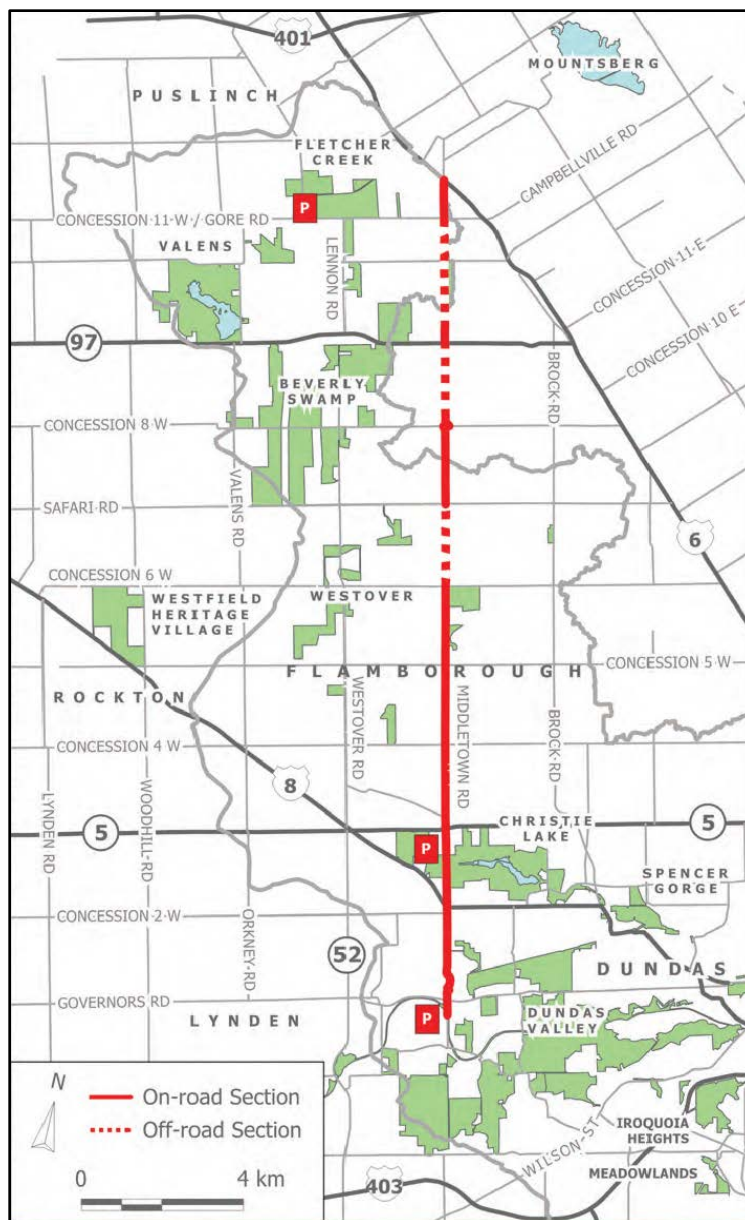 401
MOUNTSBERG
PUSLINCH
FLETCHER
CREEK
CAMPBELLVILLE RD
P
CONCESSION 11 W / GORE RD
VALENS
LENNON RD
CONCESSION 11 E
CONCESSION 10 E
97
BEVERLY
SWAMP
BROCK RD
CONCESSION 8 W
VALENS RD
SAFARI RD
6
CONCESSION 6 W
WESTFIELD
HERITAGE
VILLAGE
WESTOVER
FLAMBOROUGH
CONCESSION 5 W
ROCKTON
WESTOVER RD
MIDDLETOWN RD
BROCK RD
CONCESSION 4 W
8
LYNDEN RD
WOODHILL RD
5
CHRISTIE
LAKE
5
P
SPENCER
GORGE
CONCESSION 2 W
ORKNEY RD
52
DUNDAS
GOVERNORS RD
LYNDEN
P
DUNDAS
VALLEY
N
On-road Section
Off-road Section
0
4 km
WILSON ST
IROQUOIA
HEIGHTS
MEADOWLANDS
403